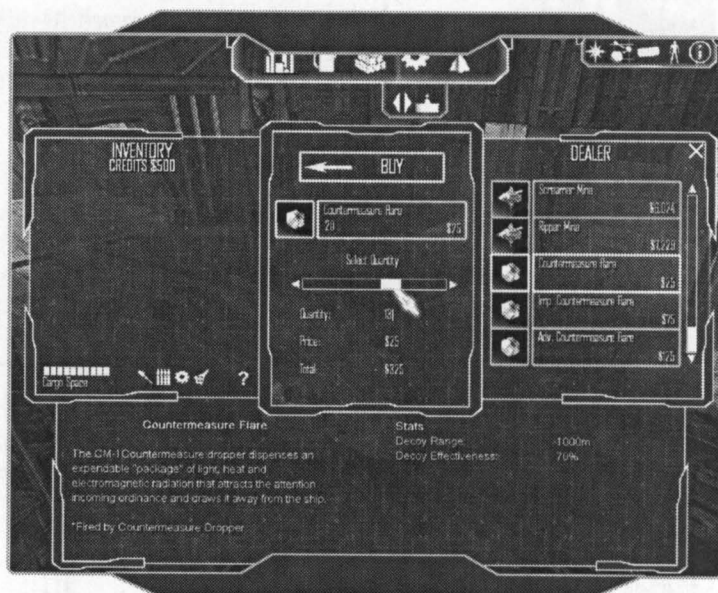 INVENTORY
CREDITS $500
BUY
DEALER
Countermeasure Flare
20 $25
Select Quantity
Quantity: 13
Price: $25
Total: $325
Screamer Mine
$6,074
Ripper Mine
$1,229
Countermeasure Flare
$25
Imp. Countermeasure Flare
$75
Adv. Countermeasure Flare
$125
Cargo Space
?
Countermeasure Flare
The CM-1 Countermeasure dropper dispenses an
expendable "package" of light, heat and
electromagnetic radiation that attracts the attention
incoming ordinance and draws it away from the ship.
*Fired by Countermeasure Dropper
Stats
Decoy Range: -1000m
Decoy Effectiveness: 70%